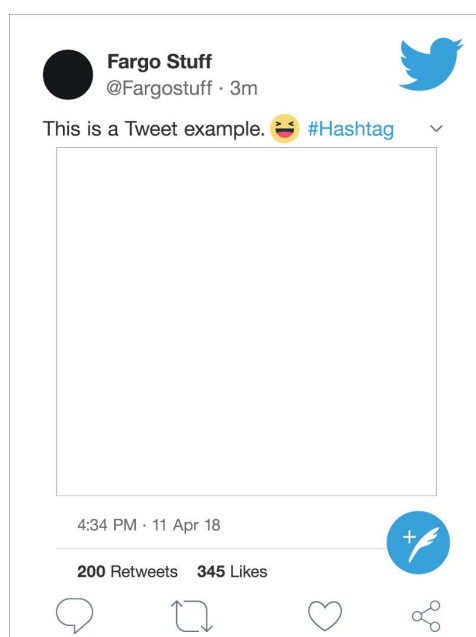 Fargo Stuff
@Fargostuff · 3m
This is a Tweet example. 😆 #Hashtag
4:34 PM · 11 Apr 18
200 Retweets 345 Likes